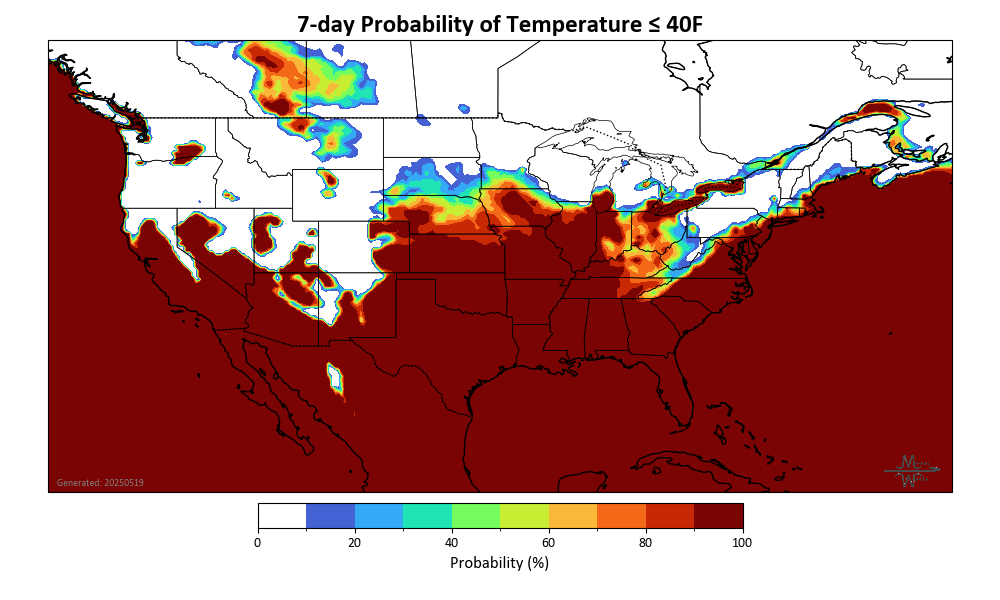 7-day Probability of Temperature ≤ 40F
Generated: 20250519
0 20 40 60 80 100
Probability (%)